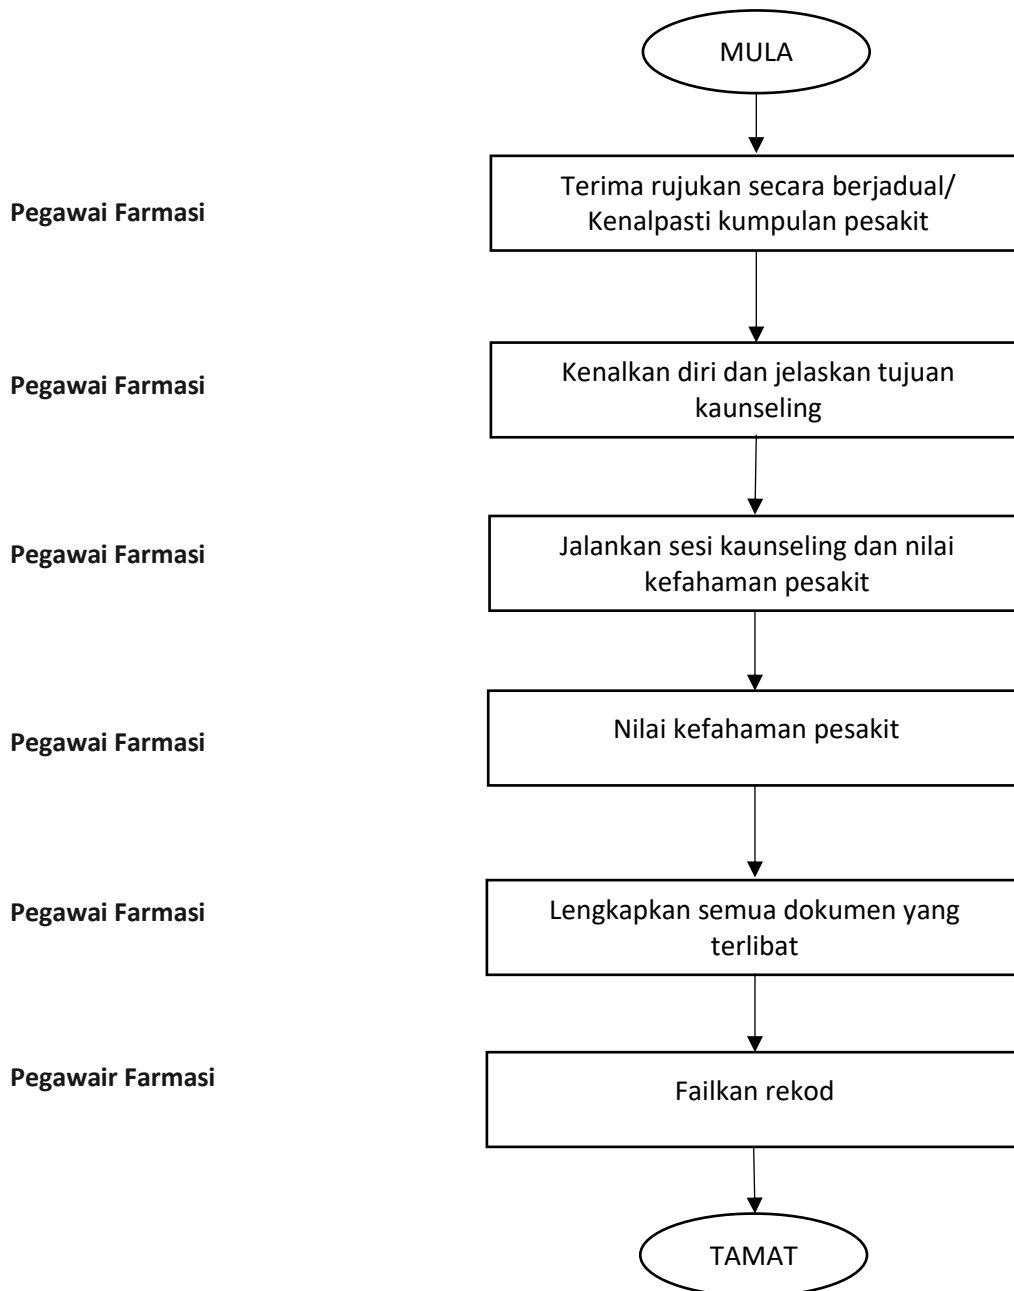 MULA
Pegawai Farmasi
Terima rujukan secara berjadual/
Kenalpasti kumpulan pesakit
Pegawai Farmasi
Kenalkan diri dan jelaskan tujuan
kaunseling
Pegawai Farmasi
Jalankan sesi kaunseling dan nilai
kefahaman pesakit
Pegawai Farmasi
Nilai kefahaman pesakit
Pegawai Farmasi
Lengkapkan semua dokumen yang
terlibat
Pegawair Farmasi
Failkan rekod
TAMAT